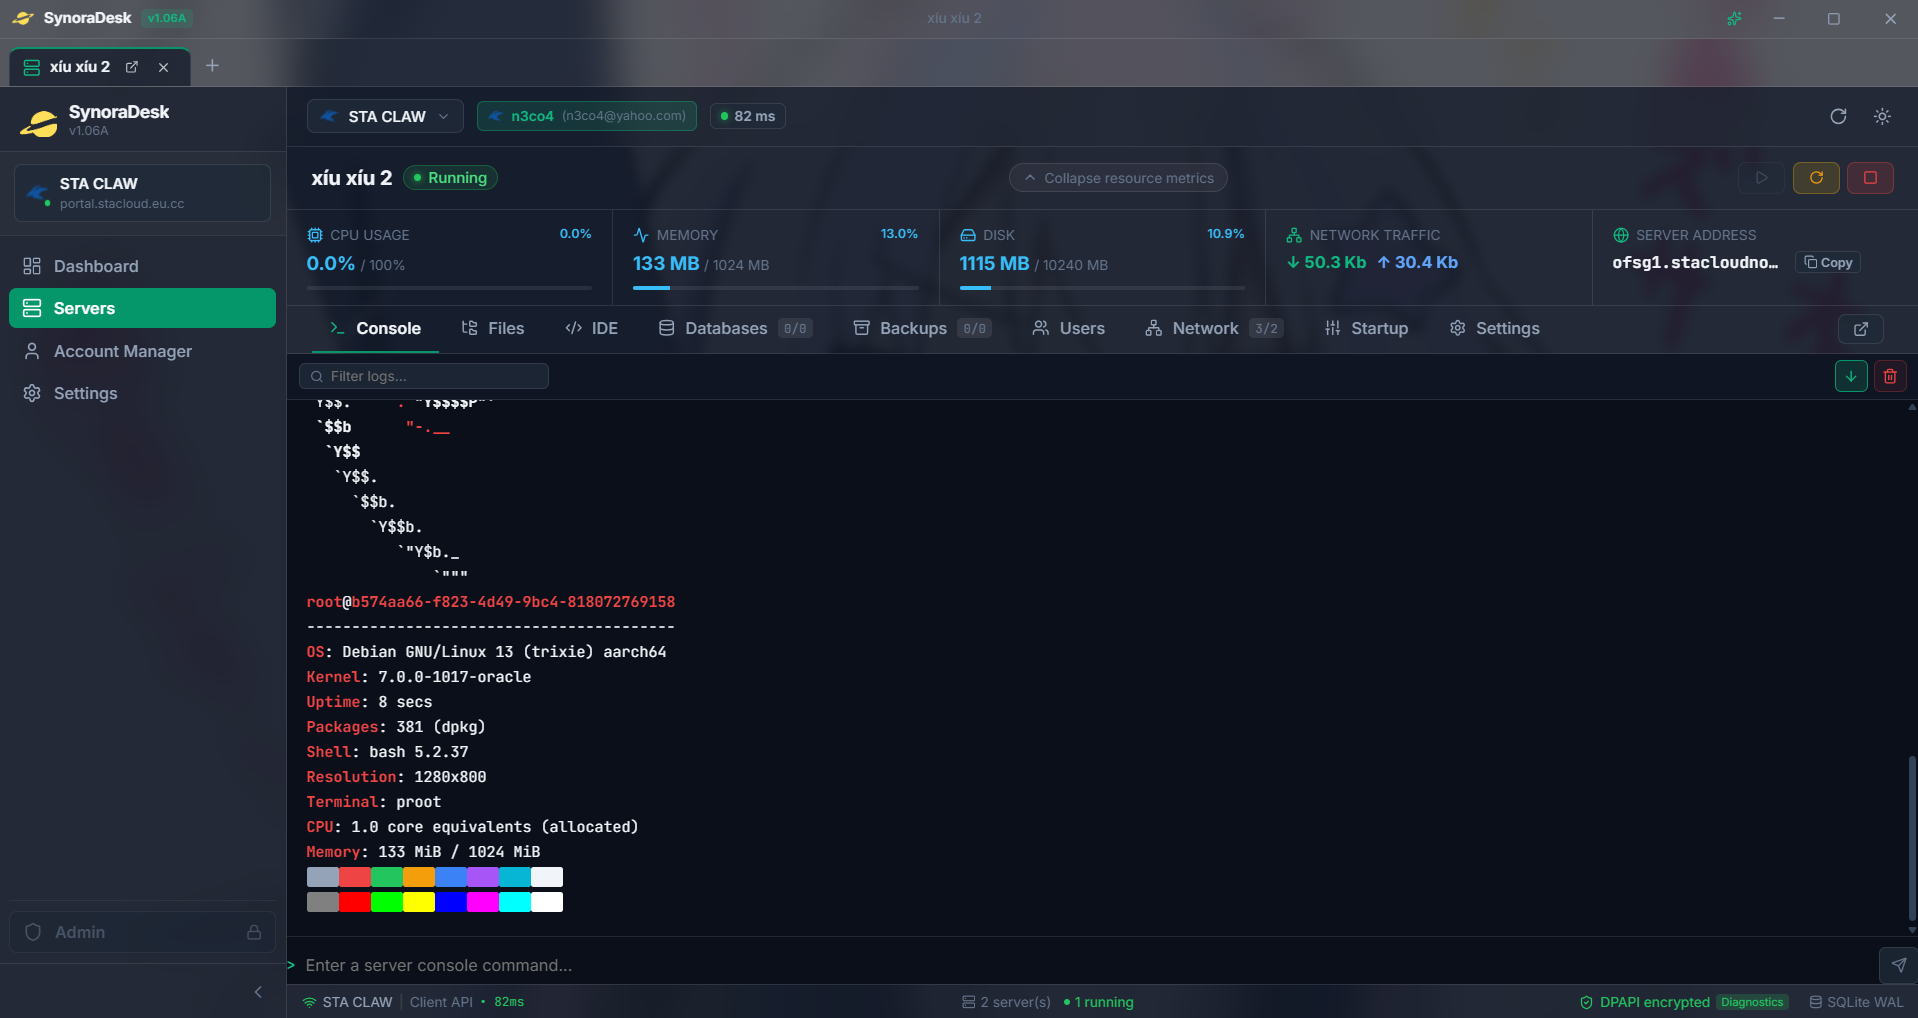 SynoraDesk v1.06A
xíu xíu 2
xíu xíu 2
SynoraDesk
v1.06A
STA CLAW
portal.stacloud.eu.cc
Dashboard
Servers
Account Manager
Settings
Admin
STA CLAW
n3co4 (n3co4@yahoo.com)
82 ms
xíu xíu 2
Running
Collapse resource metrics
CPU USAGE 0.0%
0.0% / 100%
MEMORY 13.0%
133 MB / 1024 MB
DISK 10.9%
1115 MB / 10240 MB
NETWORK TRAFFIC
↓ 50.3 Kb ↑ 30.4 Kb
SERVER ADDRESS
ofsg1.stacloudno… Copy
Console Files IDE Databases 0/0 Backups 0/0 Users Network 3/2 Startup Settings
Filter logs...
Y$$.     . "Y$$$$P"'
`$$b      "-.__
`Y$$
`Y$$.
`$$b.
`Y$$b.
`"Y$b._
`"""
root@b574aa66-f823-4d49-9bc4-818072769158
-----------------------------------------
OS: Debian GNU/Linux 13 (trixie) aarch64
Kernel: 7.0.0-1017-oracle
Uptime: 8 secs
Packages: 381 (dpkg)
Shell: bash 5.2.37
Resolution: 1280x800
Terminal: proot
CPU: 1.0 core equivalents (allocated)
Memory: 133 MiB / 1024 MiB
> Enter a server console command...
STA CLAW | Client API • 82ms
2 server(s) • 1 running
DPAPI encrypted Diagnostics SQLite WAL